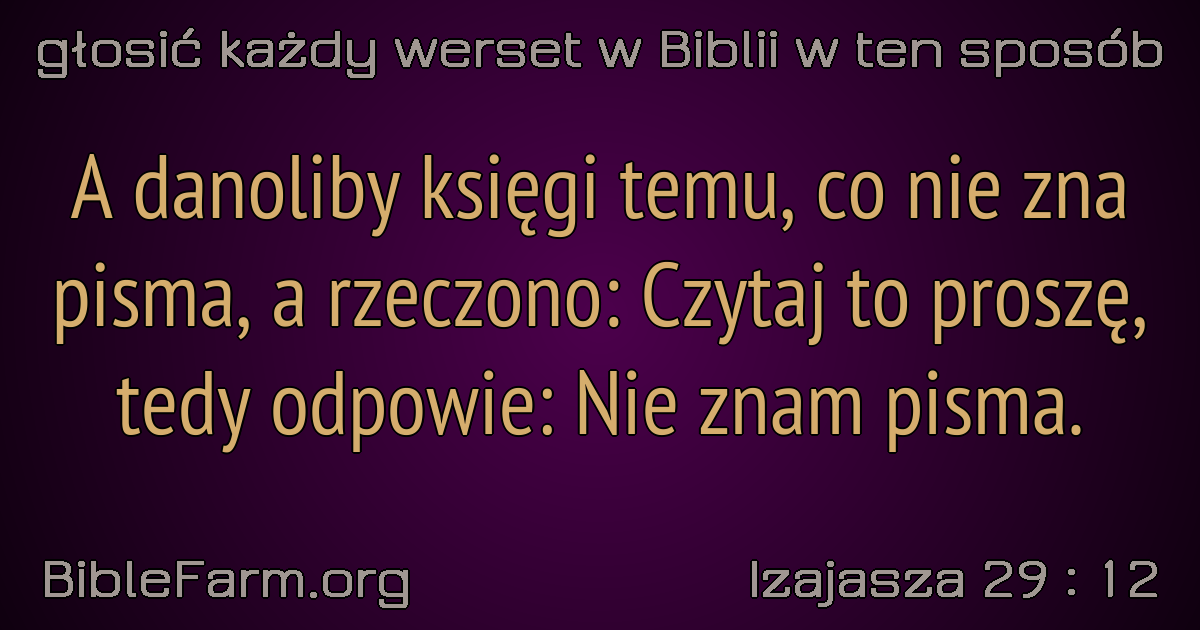 głosić każdy werset w Biblii w ten sposób
A danoliby księgi temu, co nie zna
pisma, a rzeczono: Czytaj to proszę,
tedy odpowie: Nie znam pisma.
BibleFarm.org
Izajasza 29 : 12